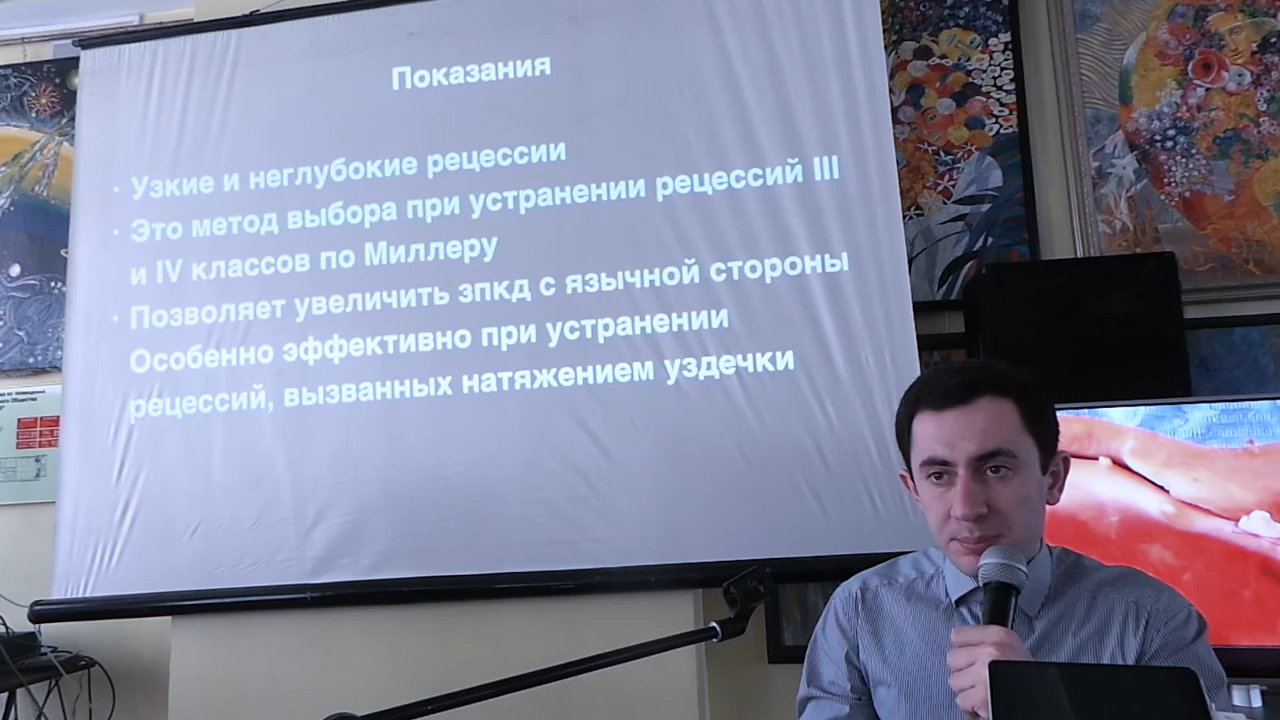 Показания
· Узкие и неглубокие рецессии
· Это метод выбора при устранении рецессий III
и IV классов по Миллеру
· Позволяет увеличить зпкд с язычной стороны
Особенно эффективно при устранении
рецессий, вызванных натяжением уздечки